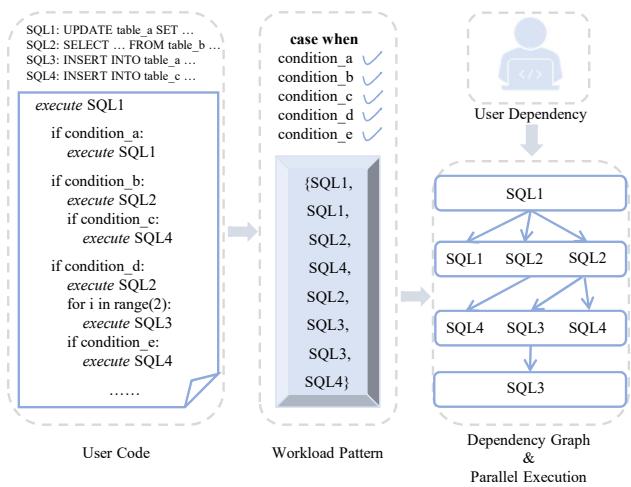 SQL1: UPDATE table_a SET …
SQL2: SELECT … FROM table_b …
SQL3: INSERT INTO table_a …
SQL4: INSERT INTO table_c …
execute SQL1
if condition_a:
execute SQL1
if condition_b:
execute SQL2
if condition_c:
execute SQL4
if condition_d:
execute SQL2
for i in range(2):
execute SQL3
if condition_e:
execute SQL4
……
User Code
case when
condition_a
condition_b
condition_c
condition_d
condition_e
{SQL1,
SQL1,
SQL2,
SQL4,
SQL2,
SQL3,
SQL3,
SQL4}
Workload Pattern
</>
User Dependency
SQL1
SQL1 SQL2 SQL2
SQL4 SQL3 SQL4
SQL3
Dependency Graph
&
Parallel Execution